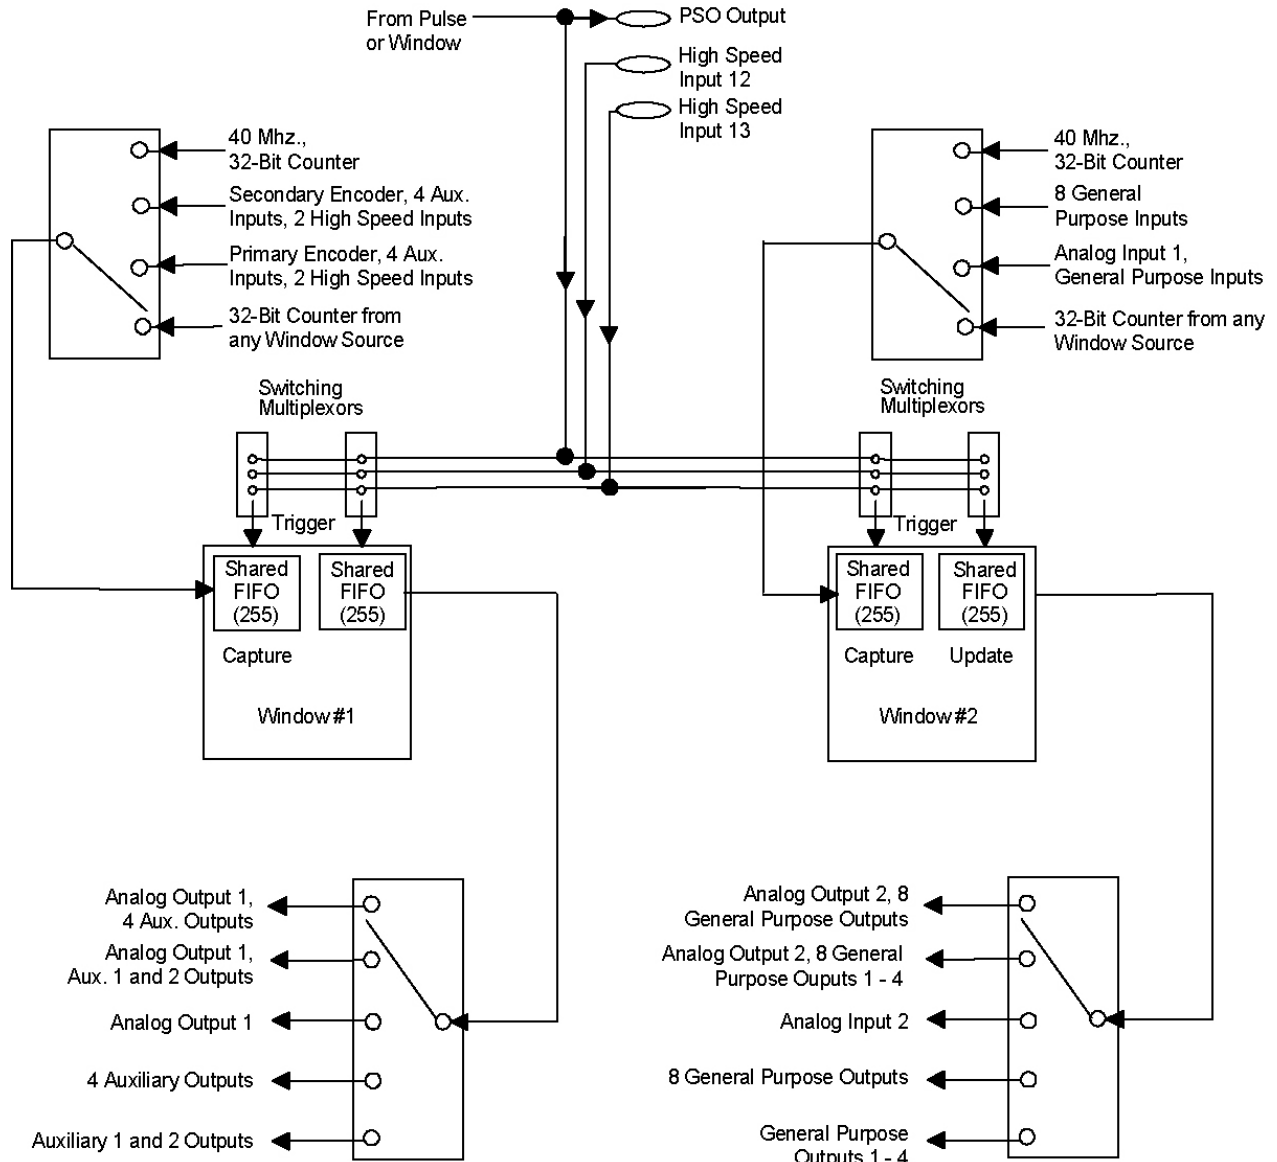 From Pulse
or Window
PSO Output
High Speed
Input 12
High Speed
Input 13
40 Mhz.,
32-Bit Counter
Secondary Encoder, 4 Aux.
Inputs, 2 High Speed Inputs
Primary Encoder, 4 Aux.
Inputs, 2 High Speed Inputs
32-Bit Counter from
any Window Source
40 Mhz.,
32-Bit Counter
8 General
Purpose Inputs
Analog Input 1,
General Purpose Inputs
32-Bit Counter from any
Window Source
Switching
Multiplexors
Switching
Multiplexors
Trigger
Trigger
Shared
FIFO
(255)
Shared
FIFO
(255)
Capture
Window #1
Shared
FIFO
(255)
Shared
FIFO
(255)
Capture
Update
Window #2
Analog Output 1,
4 Aux. Outputs
Analog Output 1,
Aux. 1 and 2 Outputs
Analog Output 1
4 Auxiliary Outputs
Auxiliary 1 and 2 Outputs
Analog Output 2, 8
General Purpose Outputs
Analog Output 2, 8 General
Purpose Ouputs 1 - 4
Analog Input 2
8 General Purpose Outputs
General Purpose
Outputs 1 - 4